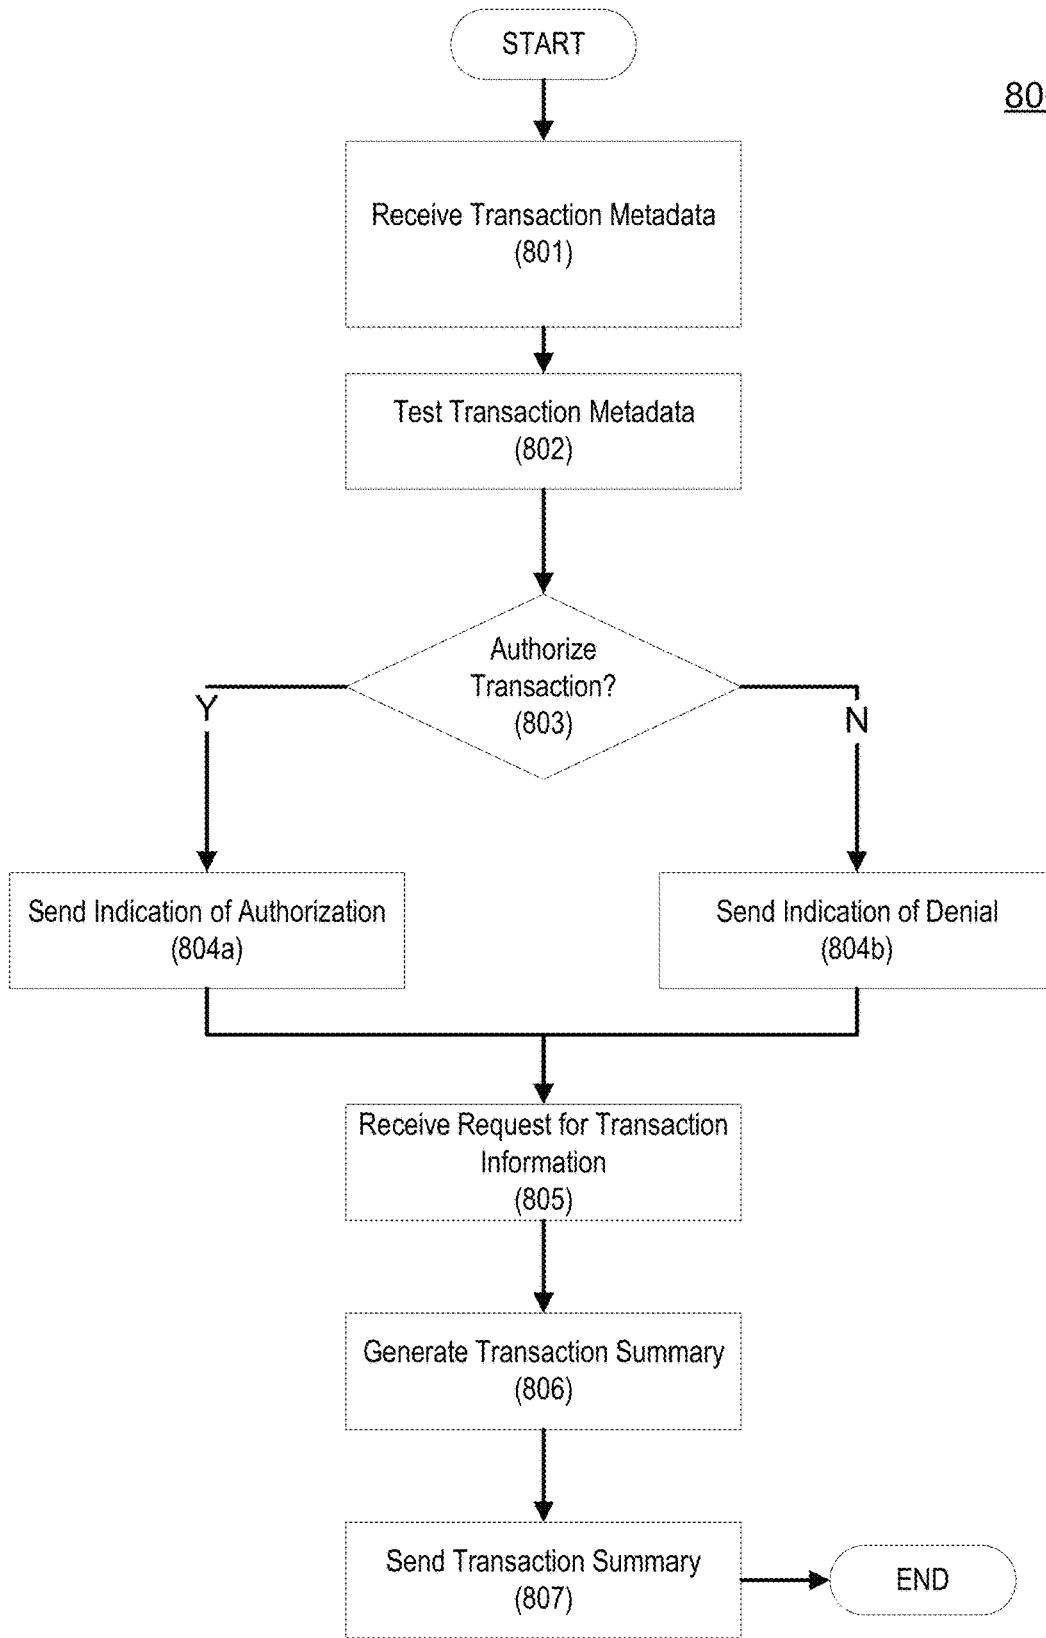 START
80
Receive Transaction Metadata
(801)
Test Transaction Metadata
(802)
Authorize
Transaction?
(803)
Y
N
Send Indication of Authorization
(804a)
Send Indication of Denial
(804b)
Receive Request for Transaction
Information
(805)
Generate Transaction Summary
(806)
Send Transaction Summary
(807)
END